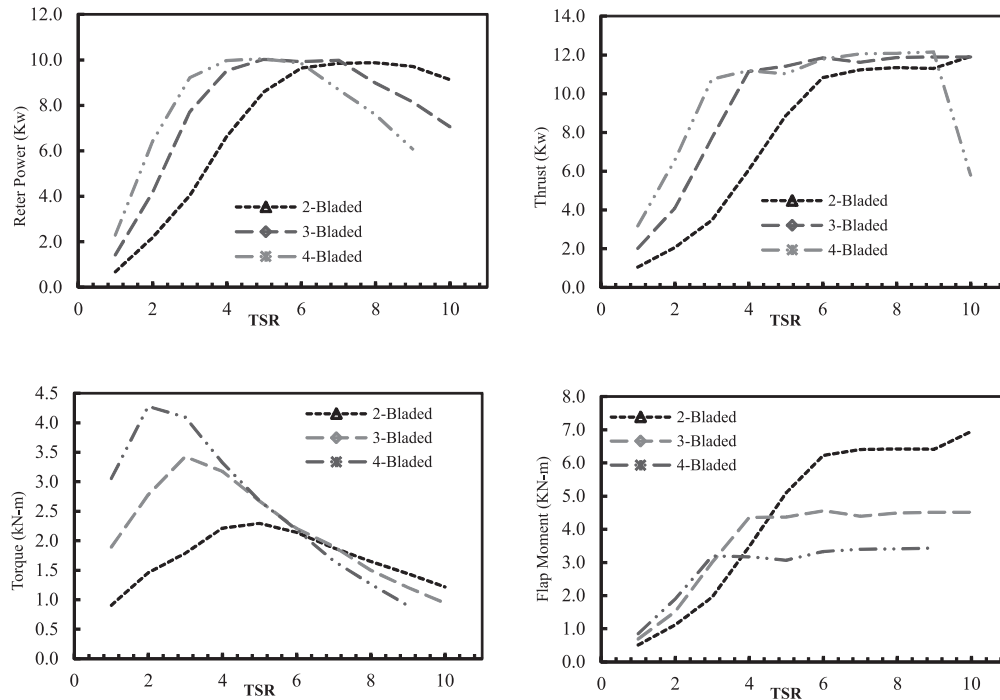 12.0
10.0
8.0
6.0
4.0
2.0
0.0
Reter Power (Kw)
2-Bladed
3-Bladed
4-Bladed
0 2 4 6 8 10
TSR
14.0
12.0
10.0
8.0
6.0
4.0
2.0
0.0
Thrust (Kw)
2-Bladed
3-Bladed
4-Bladed
0 2 4 6 8 10
TSR
4.5
4.0
3.5
3.0
2.5
2.0
1.5
1.0
0.5
0.0
Torque (kN-m)
2-Bladed
3-Bladed
4-Bladed
0 2 4 6 8 10
TSR
8.0
7.0
6.0
5.0
4.0
3.0
2.0
1.0
0.0
Flap Moment (KN-m)
2-Bladed
3-Bladed
4-Bladed
0 2 4 6 8 10
TSR